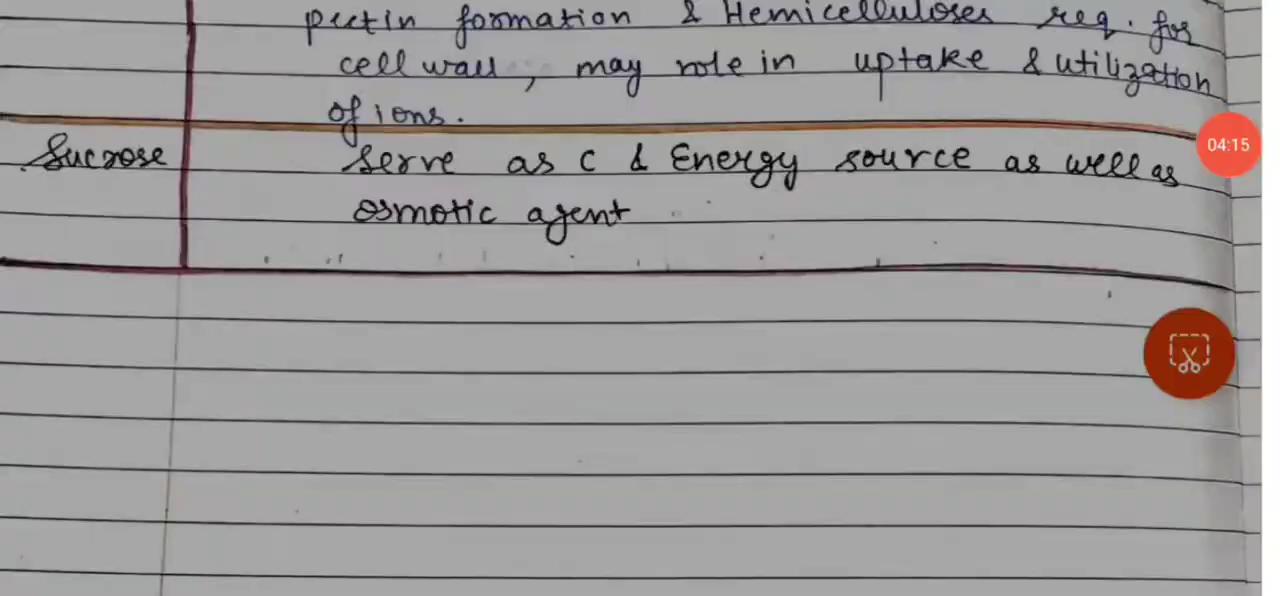 pectin formation & Hemicelluloses req. for
cell wall, may role in uptake & utilization
of ions.
Sucrose Serve as C & Energy source as well as
osmotic agent
04:15